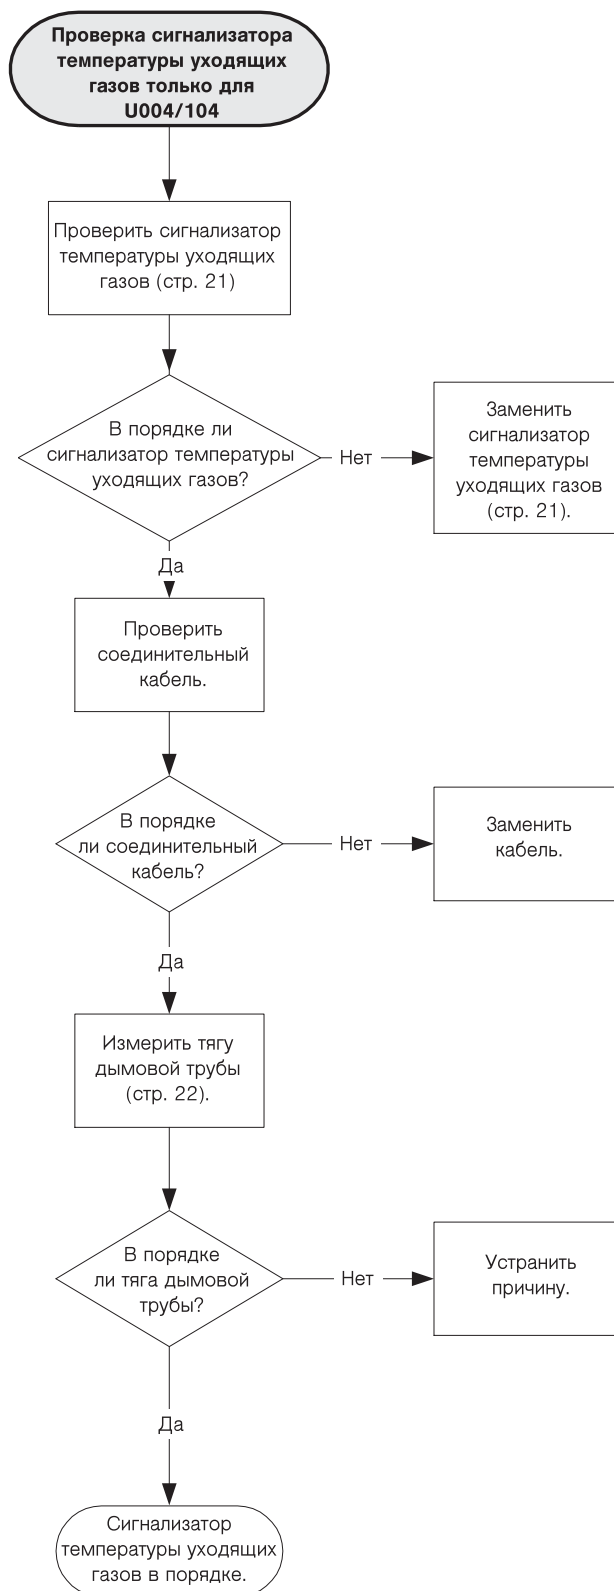 Проверка сигнализатора
температуры уходящих
газов только для
U004/104
Проверить сигнализатор
температуры уходящих
газов (стр. 21)
В порядке ли
сигнализатор температуры
уходящих газов?
Нет
Заменить
сигнализатор
температуры
уходящих газов
(стр. 21).
Да
Проверить
соединительный
кабель.
В порядке
ли соединительный
кабель?
Нет
Заменить
кабель.
Да
Измерить тягу
дымовой трубы
(стр. 22).
В порядке
ли тяга дымовой
трубы?
Нет
Устранить
причину.
Да
Сигнализатор
температуры уходящих
газов в порядке.